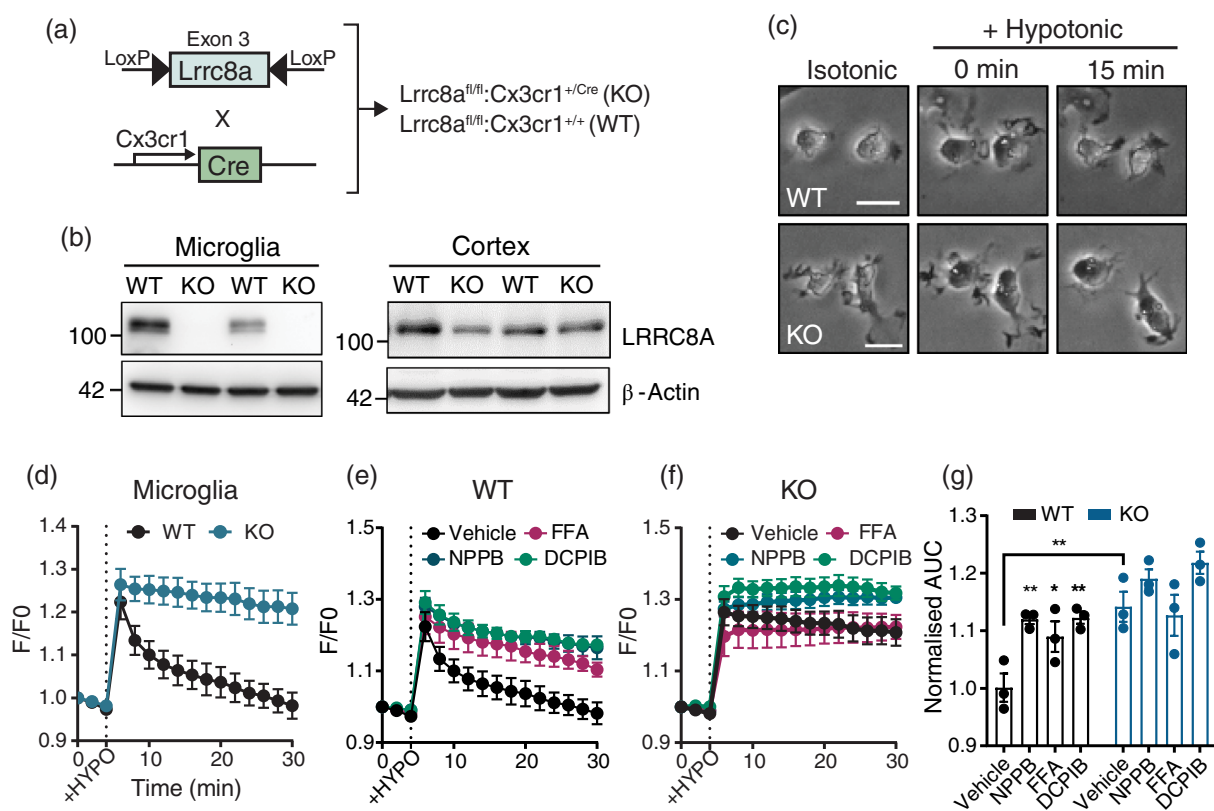 (a)
Exon 3
LoxP
Lrrc8a
LoxP
X
Cx3cr1
Cre
Lrrc8a^fl/fl:Cx3cr1^+/Cre (KO)
Lrrc8a^fl/fl:Cx3cr1^+/+ (WT)
(b)
Microglia
Cortex
WT KO WT KO
WT KO WT KO
100
100
LRRC8A
42
42
β-Actin
(c)
+ Hypotonic
Isotonic
0 min
15 min
WT
KO
(d)
Microglia
WT KO
F/F0
1.4
1.3
1.2
1.1
1.0
0.9
+HYPO
10
20
30
Time (min)
(e)
WT
Vehicle FFA
NPPB DCPIB
F/F0
1.5
1.3
1.1
0.9
+HYPO
10
20
30
(f)
KO
Vehicle FFA
NPPB DCPIB
F/F0
1.5
1.3
1.1
0.9
+HYPO
10
20
30
(g)
WT KO
Normalised AUC
1.3
1.2
1.1
1.0
0.9
**
** * **
Vehicle
NPPB
FFA
DCPIB
Vehicle
NPPB
FFA
DCPIB